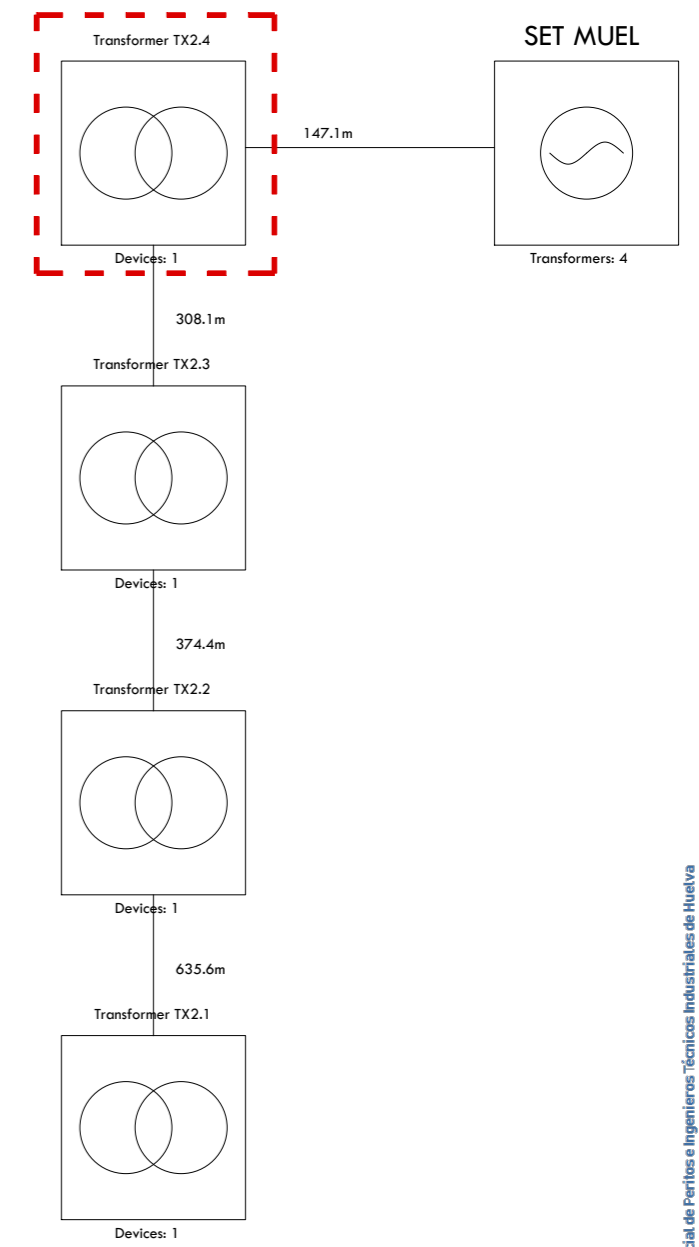 Transformer TX2.4
SET MUEL
147.1m
Devices: 1
Transformers: 4
308.1m
Transformer TX2.3
Devices: 1
374.4m
Transformer TX2.2
Devices: 1
635.6m
Transformer TX2.1
Devices: 1
de Peritos e Ingenieros Técnicos Industriales de Huelva